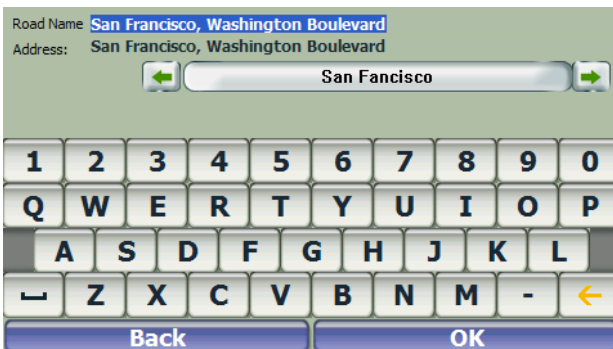 Road Name San Francisco, Washington Boulevard
Address: San Francisco, Washington Boulevard
San Fancisco
1 2 3 4 5 6 7 8 9 0
Q W E R T Y U I O P
A S D F G H J K L
Z X C V B N M -
Back OK